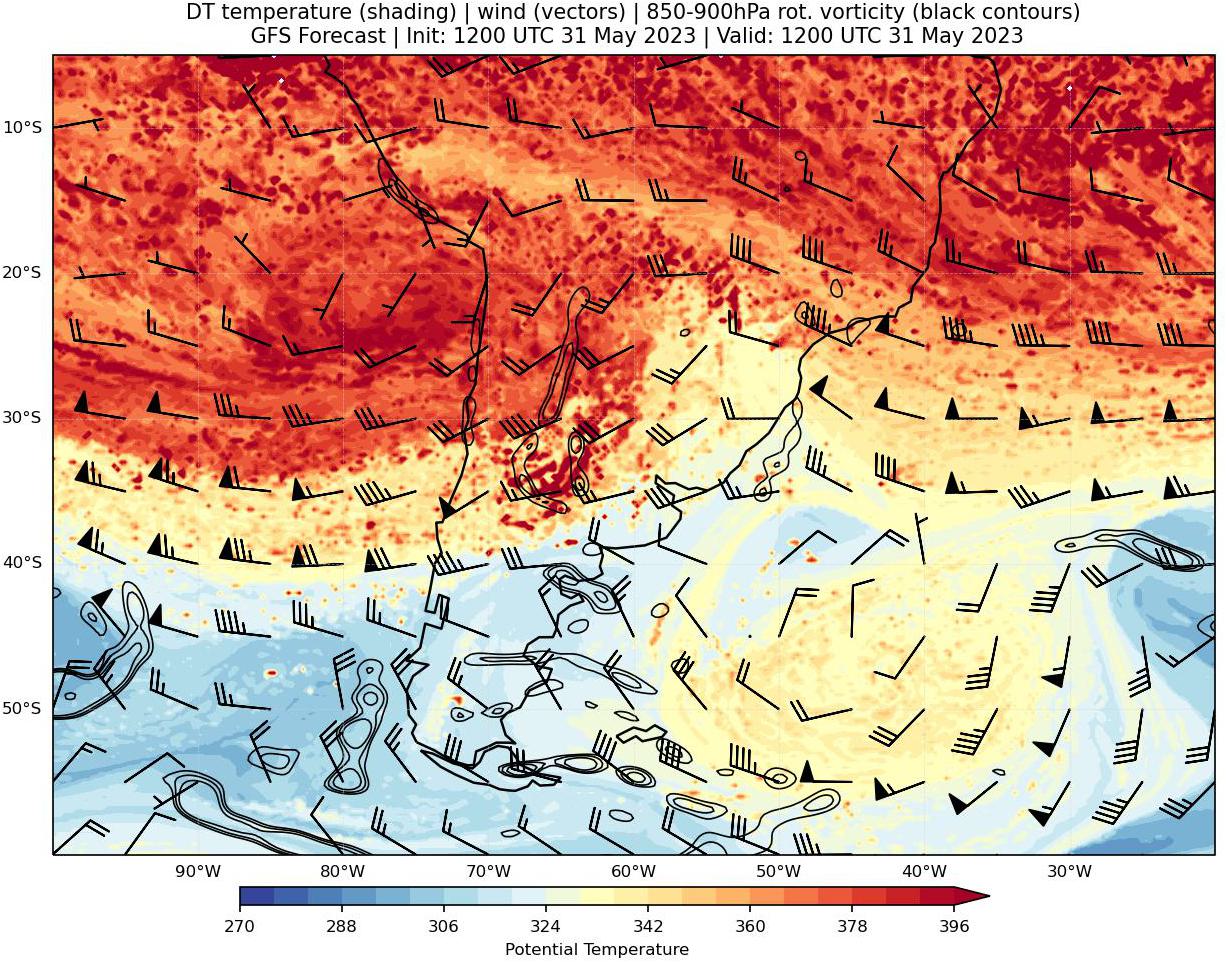 DT temperature (shading) | wind (vectors) | 850-900hPa rot. vorticity (black contours)
GFS Forecast | Init: 1200 UTC 31 May 2023 | Valid: 1200 UTC 31 May 2023
10°S
20°S
30°S
40°S
50°S
90°W 80°W 70°W 60°W 50°W 40°W 30°W
270 288 306 324 342 360 378 396
Potential Temperature